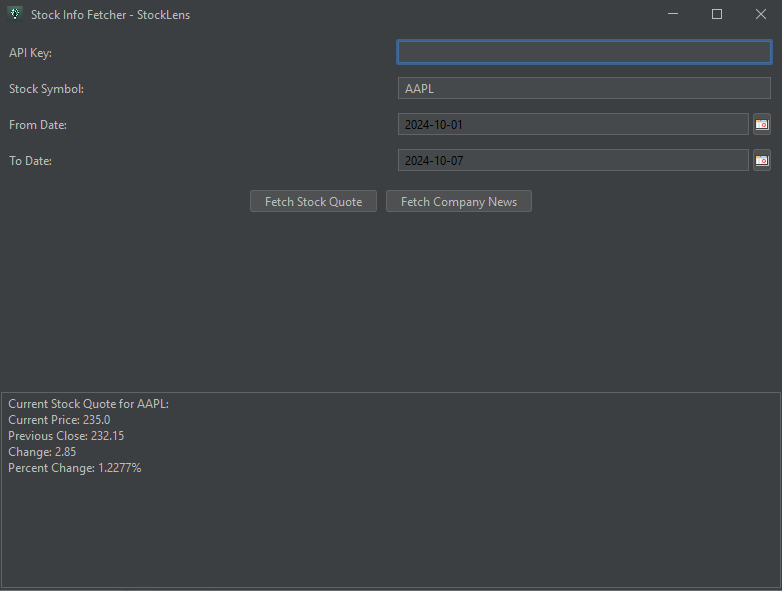 Stock Info Fetcher - StockLens
API Key:
Stock Symbol: AAPL
From Date: 2024-10-01
To Date: 2024-10-07
Fetch Stock Quote Fetch Company News
Current Stock Quote for AAPL:
Current Price: 235.0
Previous Close: 232.15
Change: 2.85
Percent Change: 1.2277%